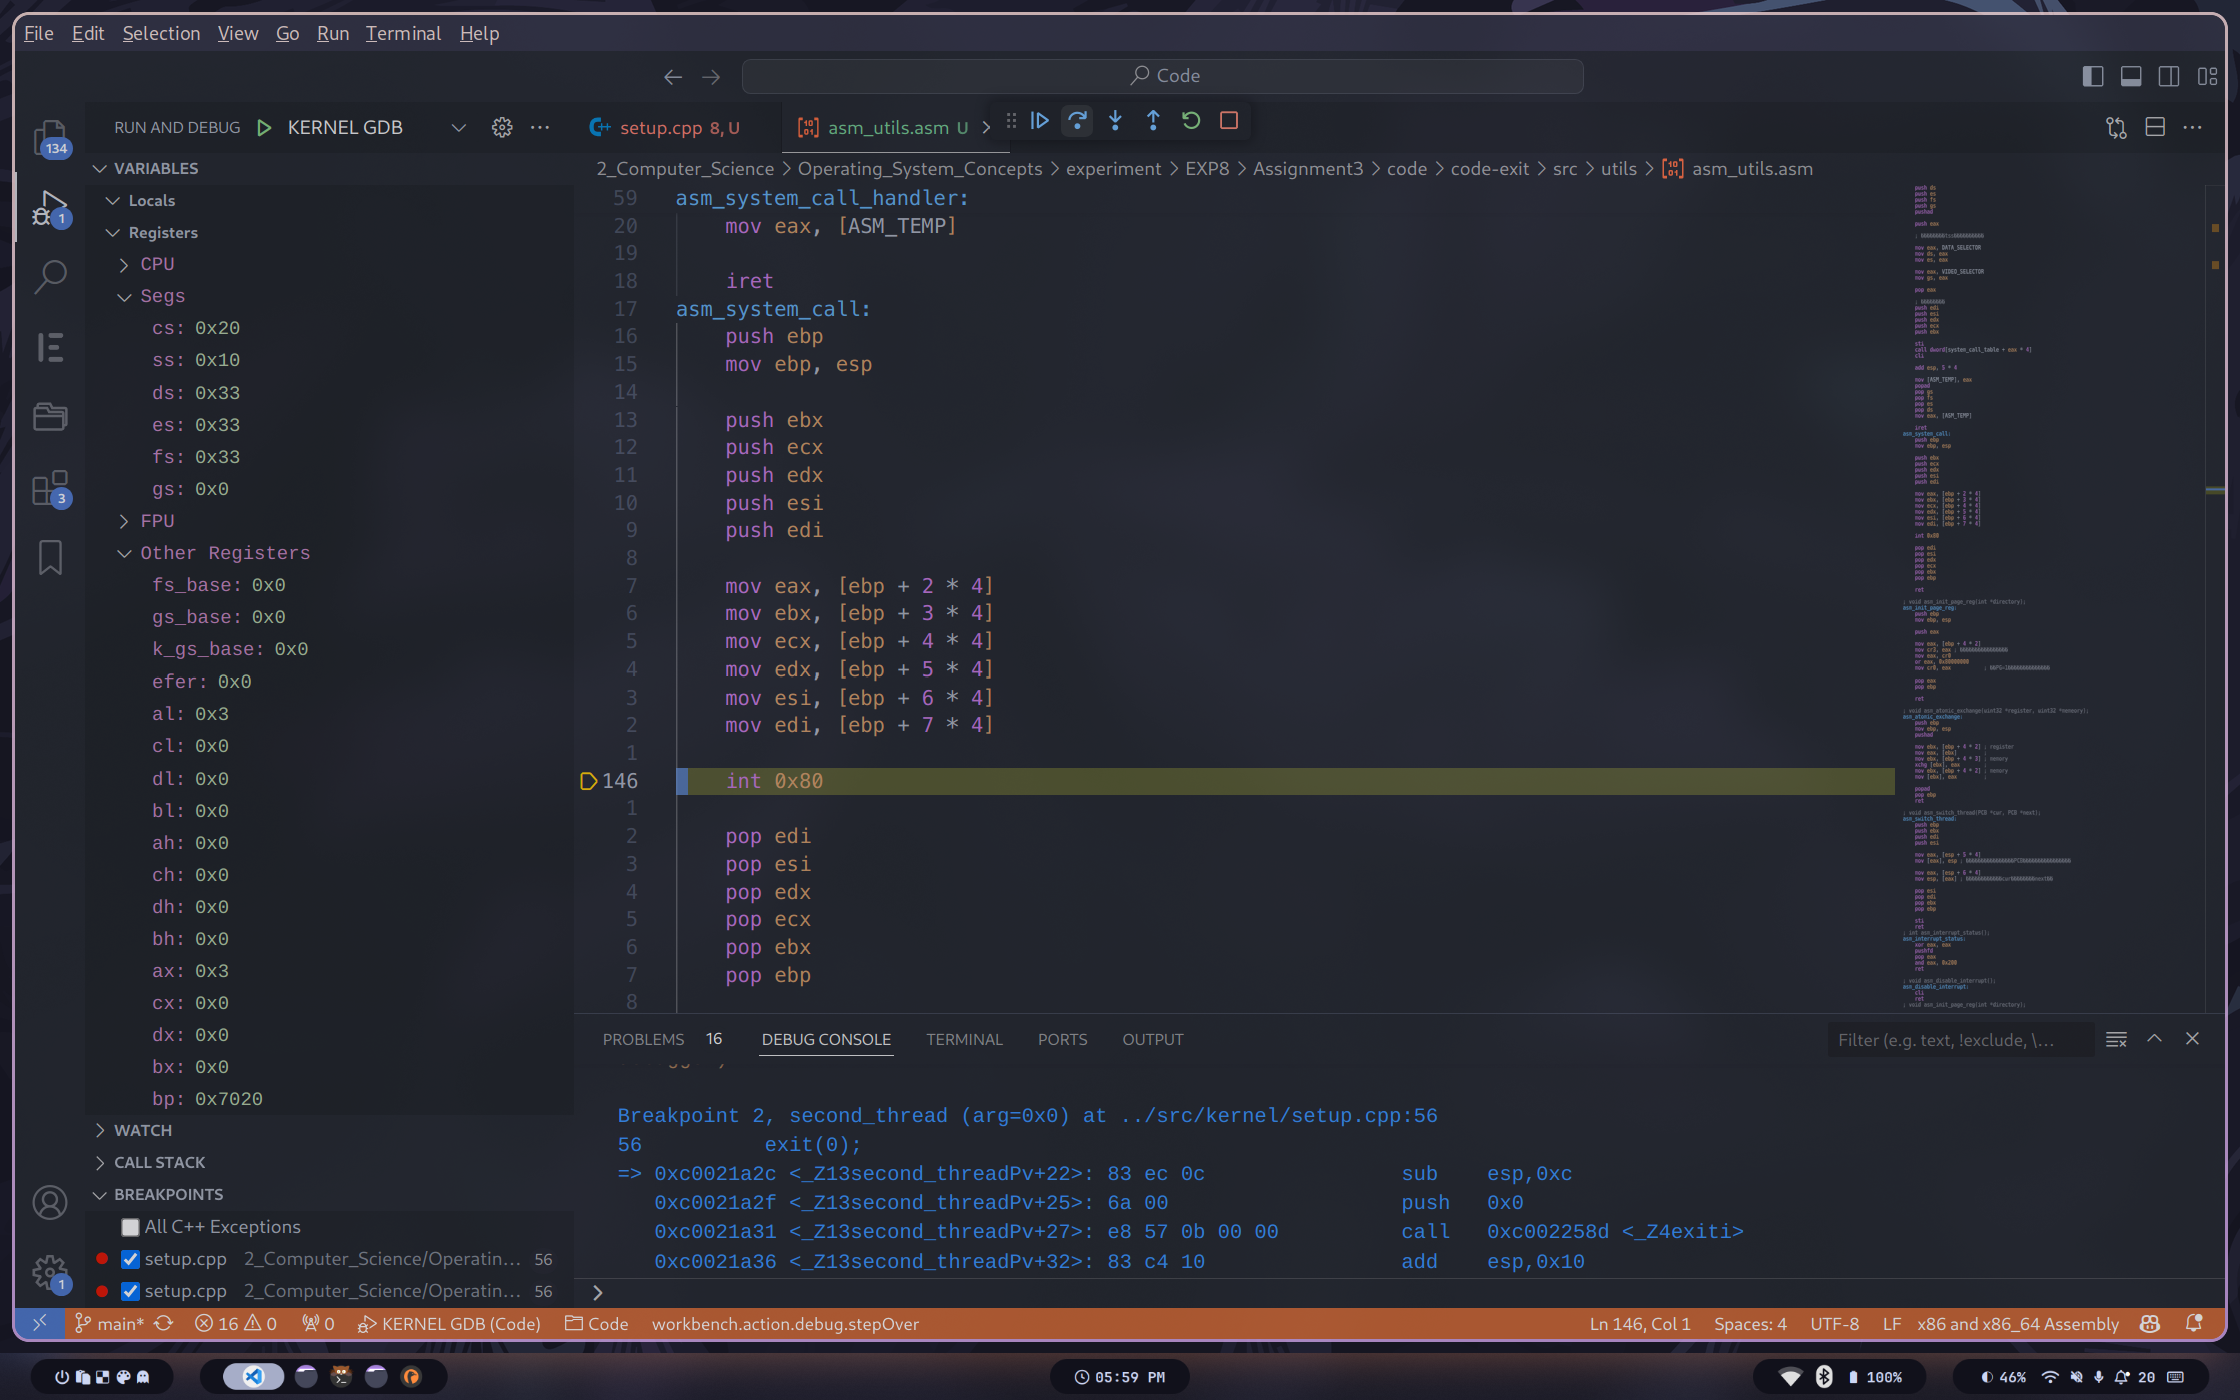 File Edit Selection View Go Run Terminal Help
Code
RUN AND DEBUG KERNEL GDB
setup.cpp 8, U
asm_utils.asm U
2_Computer_Science > Operating_System_Concepts > experiment > EXP8 > Assignment3 > code > code-exit > src > utils > asm_utils.asm
VARIABLES
Locals
Registers
CPU
Segs
cs: 0x20
ss: 0x10
ds: 0x33
es: 0x33
fs: 0x33
gs: 0x0
FPU
Other Registers
fs_base: 0x0
gs_base: 0x0
k_gs_base: 0x0
efer: 0x0
al: 0x3
cl: 0x0
dl: 0x0
bl: 0x0
ah: 0x0
ch: 0x0
dh: 0x0
bh: 0x0
ax: 0x3
cx: 0x0
dx: 0x0
bx: 0x0
bp: 0x7020
WATCH
CALL STACK
BREAKPOINTS
All C++ Exceptions
setup.cpp 2_Computer_Science/Operatin... 56
setup.cpp 2_Computer_Science/Operatin... 56
134
1
3
1
59 asm_system_call_handler:
20 mov eax, [ASM_TEMP]
19
18 iret
17 asm_system_call:
16 push ebp
15 mov ebp, esp
14
13 push ebx
12 push ecx
11 push edx
10 push esi
9 push edi
8
7 mov eax, [ebp + 2 * 4]
6 mov ebx, [ebp + 3 * 4]
5 mov ecx, [ebp + 4 * 4]
4 mov edx, [ebp + 5 * 4]
3 mov esi, [ebp + 6 * 4]
2 mov edi, [ebp + 7 * 4]
1
146 int 0x80
1
2 pop edi
3 pop esi
4 pop edx
5 pop ecx
6 pop ebx
7 pop ebp
8
PROBLEMS 16 DEBUG CONSOLE TERMINAL PORTS OUTPUT
Filter (e.g. text, !exclude, \...
Breakpoint 2, second_thread (arg=0x0) at ../src/kernel/setup.cpp:56
56 exit(0);
=> 0xc0021a2c <_Z13second_threadPv+22>: 83 ec 0c sub esp,0xc
0xc0021a2f <_Z13second_threadPv+25>: 6a 00 push 0x0
0xc0021a31 <_Z13second_threadPv+27>: e8 57 0b 00 00 call 0xc002258d <_Z4exiti>
0xc0021a36 <_Z13second_threadPv+32>: 83 c4 10 add esp,0x10
main* 16 0 0 KERNEL GDB (Code) Code workbench.action.debug.stepOver
Ln 146, Col 1 Spaces: 4 UTF-8 LF x86 and x86_64 Assembly
05:59 PM
100%
46%
20